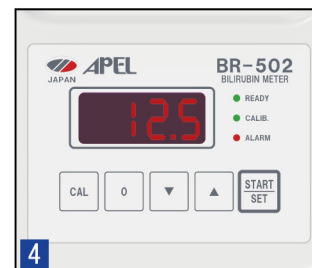 APEL
JAPAN
BR-502
BILIRUBIN METER
12.5
READY
CALIB.
ALARM
CAL
0
▼
▲
START
SET
4